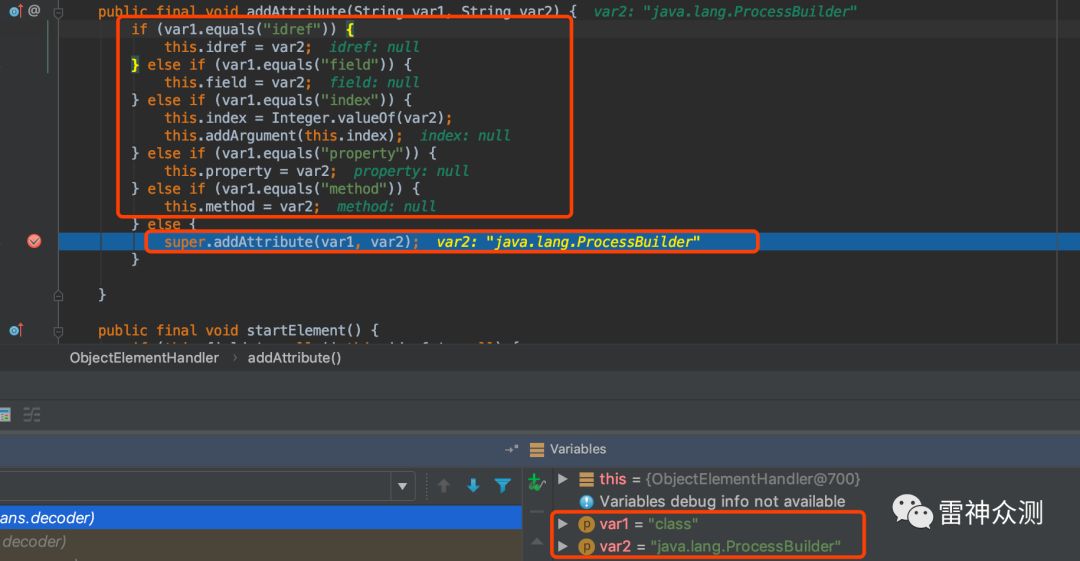 public final void addAttribute(String var1, String var2) {  var2: "java.lang.ProcessBuilder"
if (var1.equals("idref")) {
this.idref = var2;  idref: null
} else if (var1.equals("field")) {
this.field = var2;  field: null
} else if (var1.equals("index")) {
this.index = Integer.valueOf(var2);
this.addArgument(this.index);  index: null
} else if (var1.equals("property")) {
this.property = var2;  property: null
} else if (var1.equals("method")) {
this.method = var2;  method: null
} else {
super.addAttribute(var1, var2);  var2: "java.lang.ProcessBuilder"
}
}
public final void startElement() {
ObjectElementHandler › addAttribute()
Variables
this = {ObjectElementHandler@700}
Variables debug info not available
var1 = "class"
var2 = "java.lang.ProcessBuilder"
ans.decoder)
decoder)
雷神众测